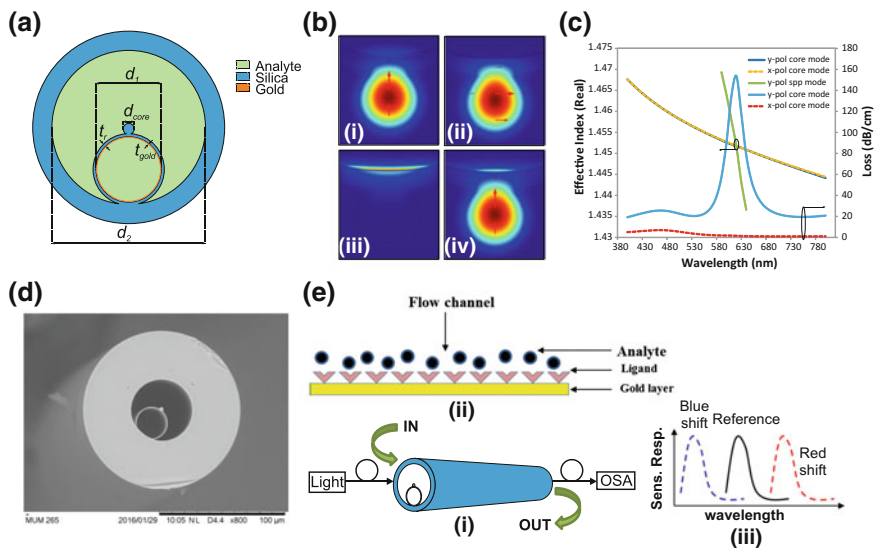 (a)
Analyte
Silica
Gold
d1
dcore
tr
tgold
d2
(b)
(i)
(ii)
(iii)
(iv)
(c)
Effective Index (Real)
1.475
1.47
1.465
1.46
1.455
1.45
1.445
1.44
1.435
1.43
y-pol core mode
x-pol core mode
y-pol spp mode
y-pol core mode
x-pol core mode
180
160
140
120
100
80
60
40
20
0
Loss (dB/cm)
380 430 480 530 580 630 680 730 780
Wavelength (nm)
(d)
MUM 265
2016/01/29
10:05 NL D4.4 x800 100 µm
(e)
Flow channel
Analyte
Ligand
Gold layer
(ii)
IN
Light
OSA
OUT
(i)
Sens. Resp.
Blue shift
Reference
Red shift
wavelength
(iii)